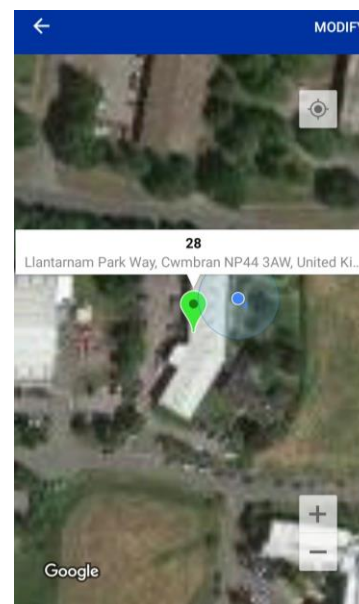 MODIFY
28
Llantarnam Park Way, Cwmbran NP44 3AW, United Ki...
+
−
Google